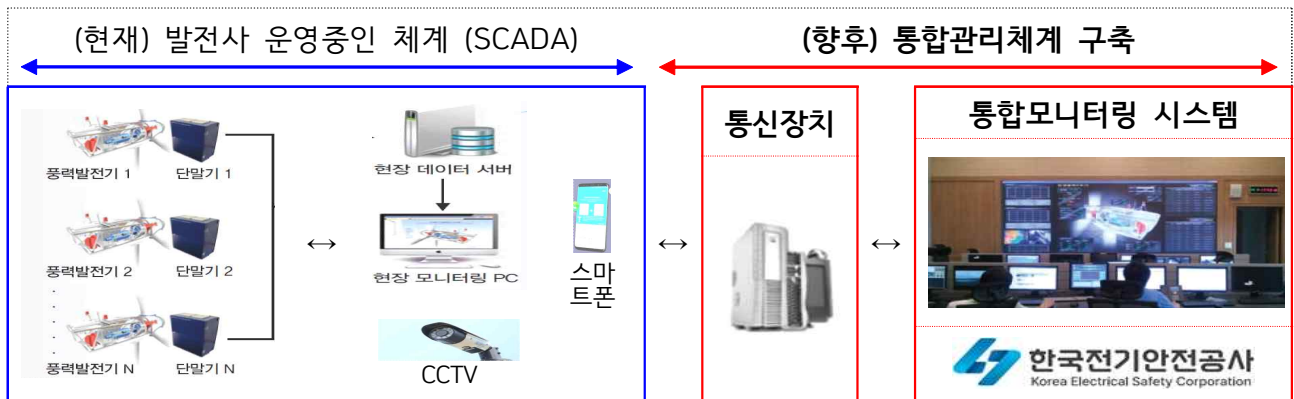 (현재) 발전사 운영중인 체계 (SCADA)
(향후) 통합관리체계 구축
풍력발전기 1
단말기 1
풍력발전기 2
단말기 2
풍력발전기 N
단말기 N
현장 데이터 서버
현장 모니터링 PC
CCTV
스마
트폰
통신장치
통합모니터링 시스템
한국전기안전공사
Korea Electrical Safety Corporation